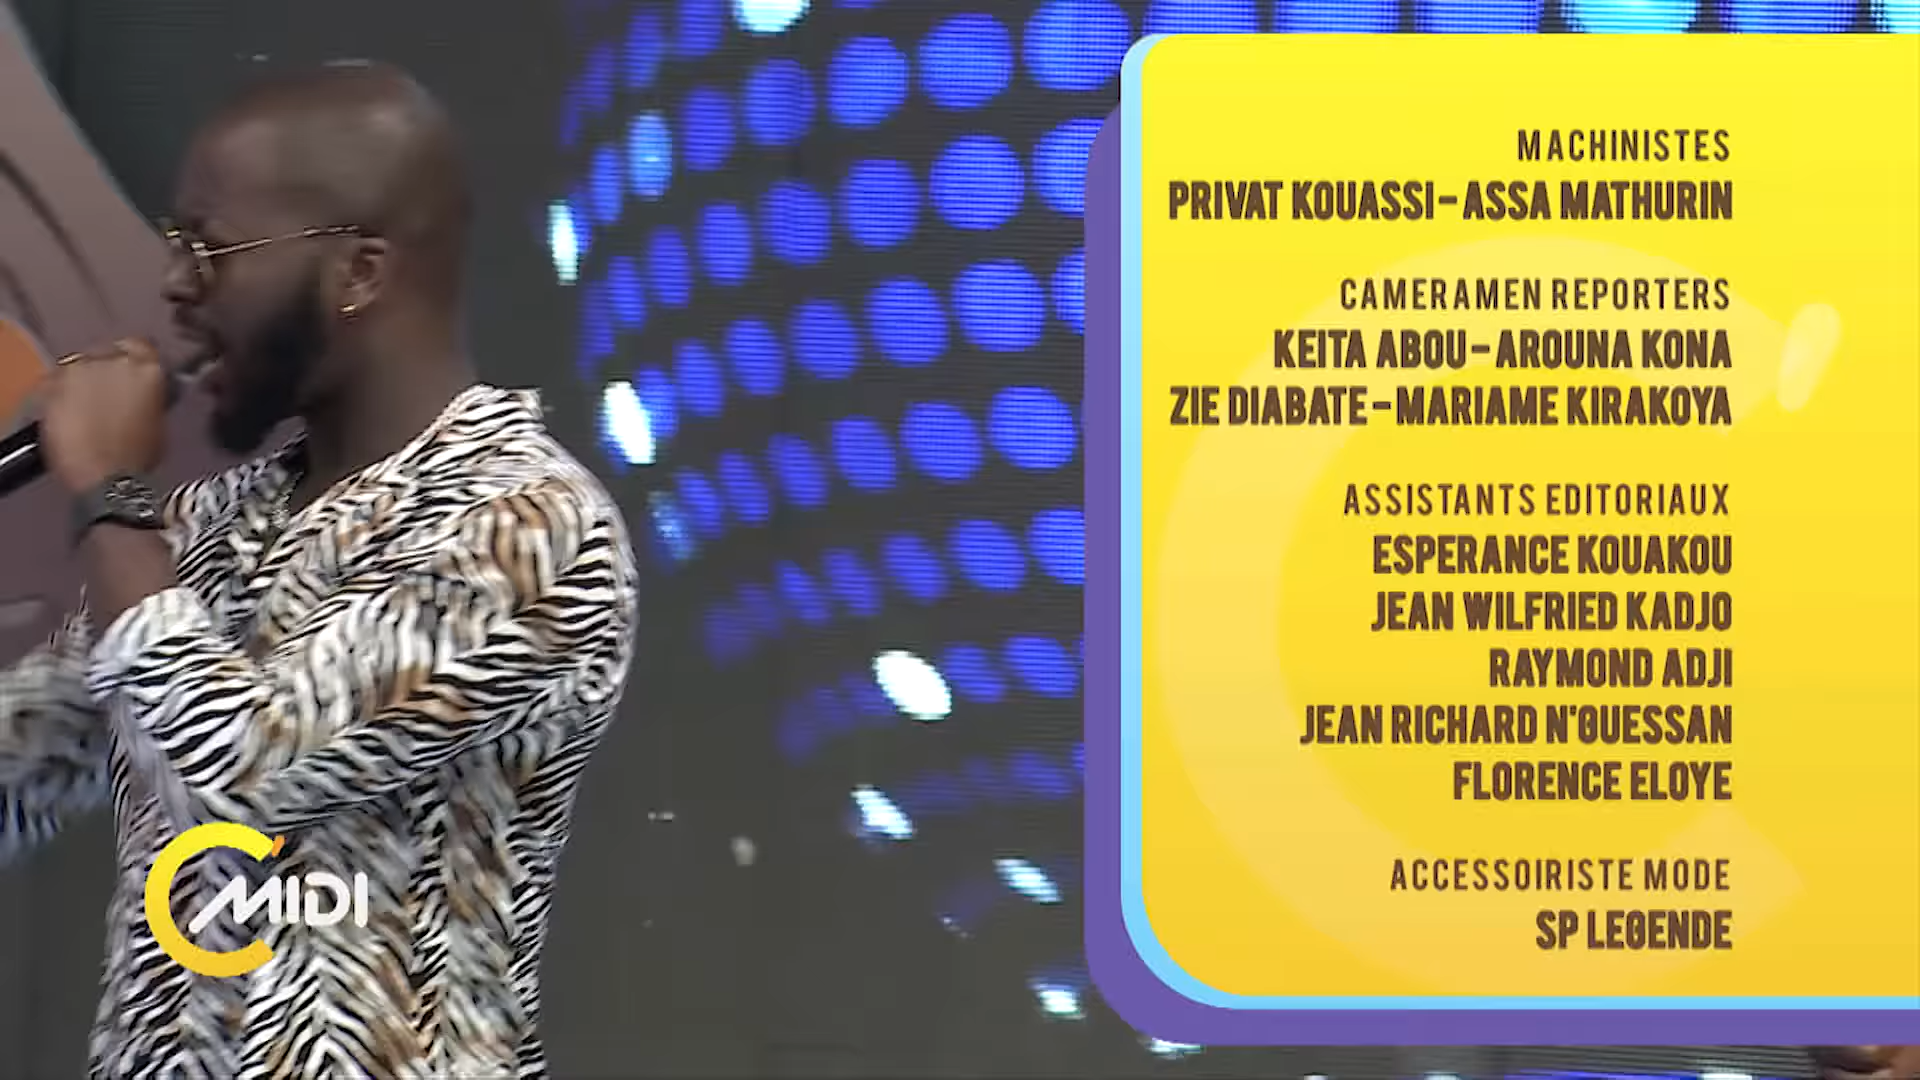 MACHINISTES
PRIVAT KOUASSI - ASSA MATHURIN
CAMERAMEN REPORTERS
KEITA ABOU - AROUNA KONA
ZIE DIABATE - MARIAME KIRAKOYA
ASSISTANTS EDITORIAUX
ESPERANCE KOUAKOU
JEAN WILFRIED KADJO
RAYMOND ADJI
JEAN RICHARD N'GUESSAN
FLORENCE ELOYE
ACCESSOIRISTE MODE
SP LEGENDE
C'MIDI